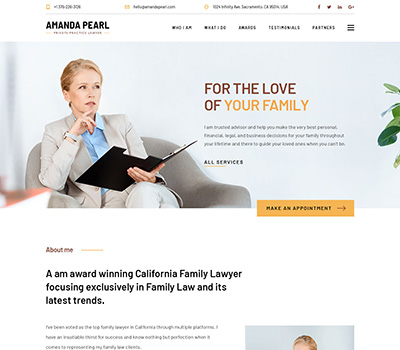 +1 375-226-3126
hello@amandapearl.com
1024 Infinity Ave, Sacramento, CA 95014, USA
AMANDA PEARL
PRIVATE PRACTICE LAWYER
WHO I AM
WHAT I DO
AWARDS
TESTIMONIALS
PARTNERS
FOR THE LOVE
OF YOUR FAMILY
I am trusted advisor and help you make the very best personal,
financial, legal, and business decisions for your family throughout
your lifetime and there to guide your loved ones when you can't be.
ALL SERVICES
MAKE AN APPOINTMENT
About me
A am award winning California Family Lawyer
focusing exclusively in Family Law and its
latest trends.
I've been voted as the top family lawyer in California through multiple platforms. I
have an insatiable thirst for success and know nothing but perfection when it
comes to representing my family law clients.